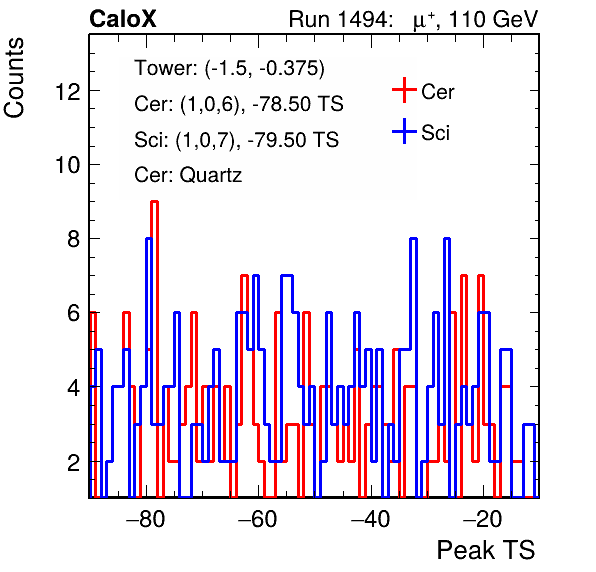 CaloX Run 1494: μ⁺, 110 GeV
Counts
Tower: (-1.5, -0.375)
Cer: (1,0,6), -78.50 TS
Sci: (1,0,7), -79.50 TS
Cer: Quartz
Cer
Sci
12
10
8
6
4
2
−80 −60 −40 −20
Peak TS